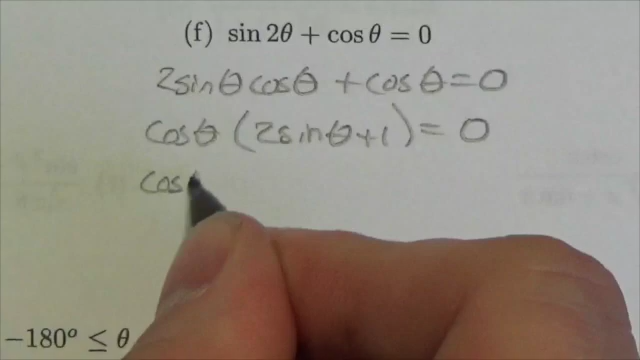 (f) sin 2θ + cos θ = 0
2sinθcosθ + cosθ = 0
cosθ (2sinθ+1) = 0
cos
−180° ≤ θ